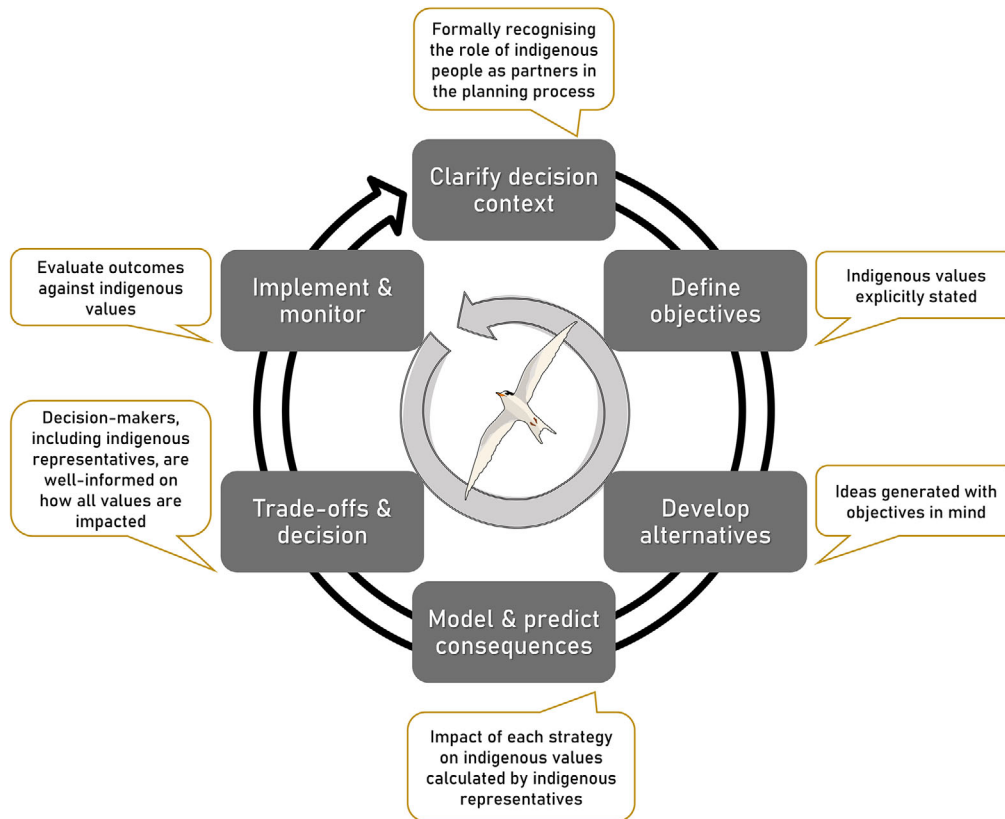 Formally recognising
the role of indigenous
people as partners in
the planning process
Clarify decision
context
Define
objectives
Indigenous values
explicitly stated
Develop
alternatives
Ideas generated with
objectives in mind
Model & predict
consequences
Impact of each strategy
on indigenous values
calculated by indigenous
representatives
Trade-offs &
decision
Decision-makers,
including indigenous
representatives, are
well-informed on
how all values are
impacted
Implement &
monitor
Evaluate outcomes
against indigenous
values